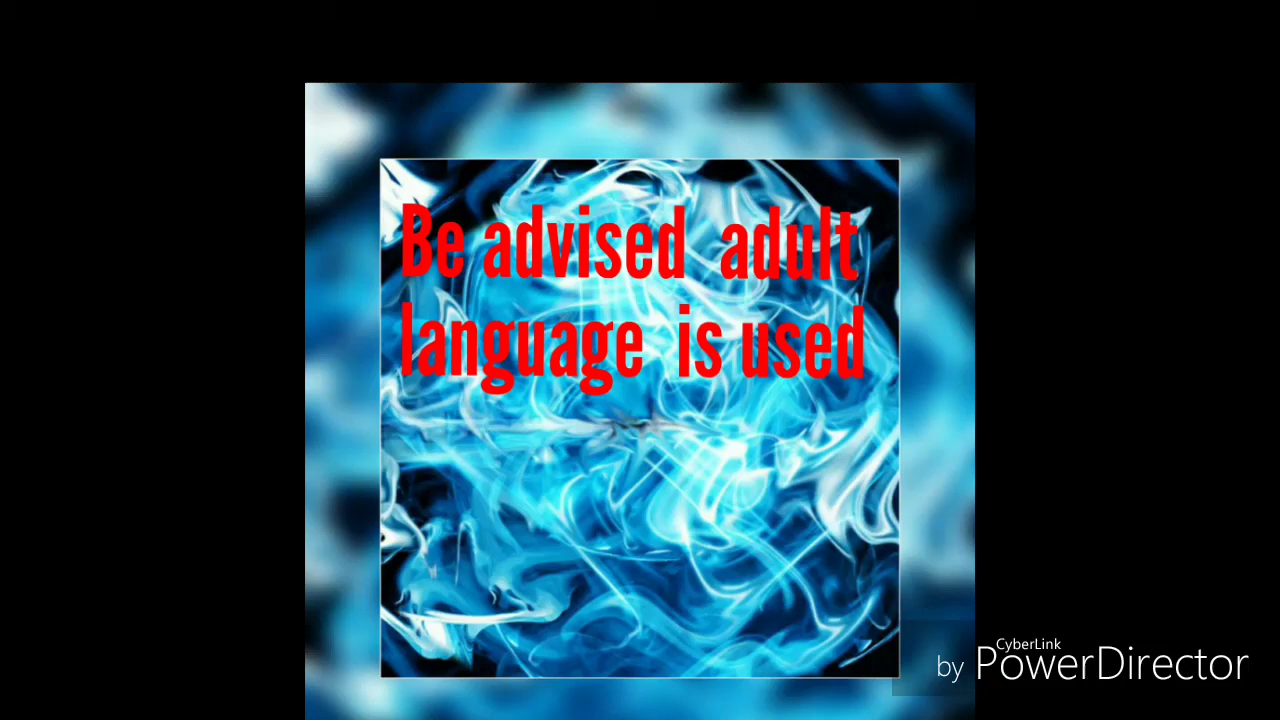 Be advised adult
language is used
CyberLink
by PowerDirector